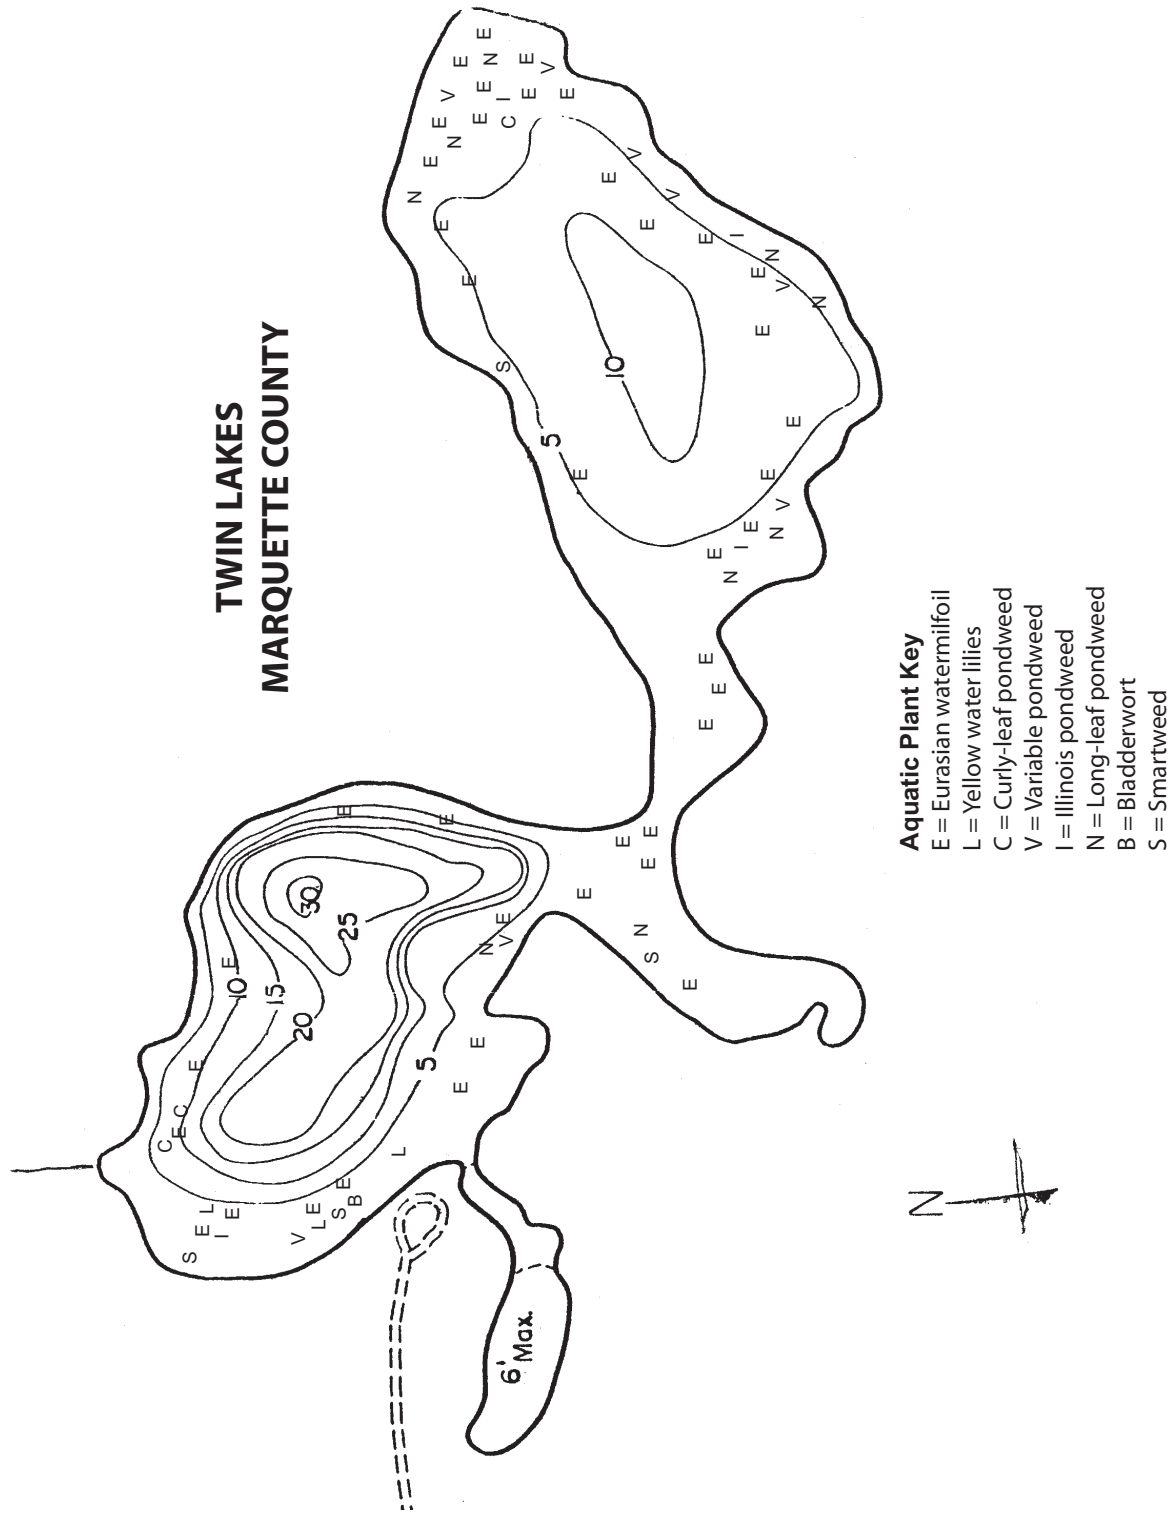 TWIN LAKES
MARQUETTE COUNTY
C
E
C
S
E
E
L
I
E
E
10
15
V
20
30
E
L
S
E
E
25
B
L
N
5
E
E
E
E
V
N
E
E
E
E
E
E
E
N
N
I
E
S
V
C
6' Max.
E
E
V
5
E
E
E
E
10
E
V
N
E
E
E
S
V
E
E
E
E
E
E
N
I
I
E
E
E
E
N
N
V
V
E
N
N
Aquatic Plant Key
E = Eurasian watermilfoil
L = Yellow water lilies
C = Curly-leaf pondweed
V = Variable pondweed
I = Illinois pondweed
N = Long-leaf pondweed
B = Bladderwort
S = Smartweed